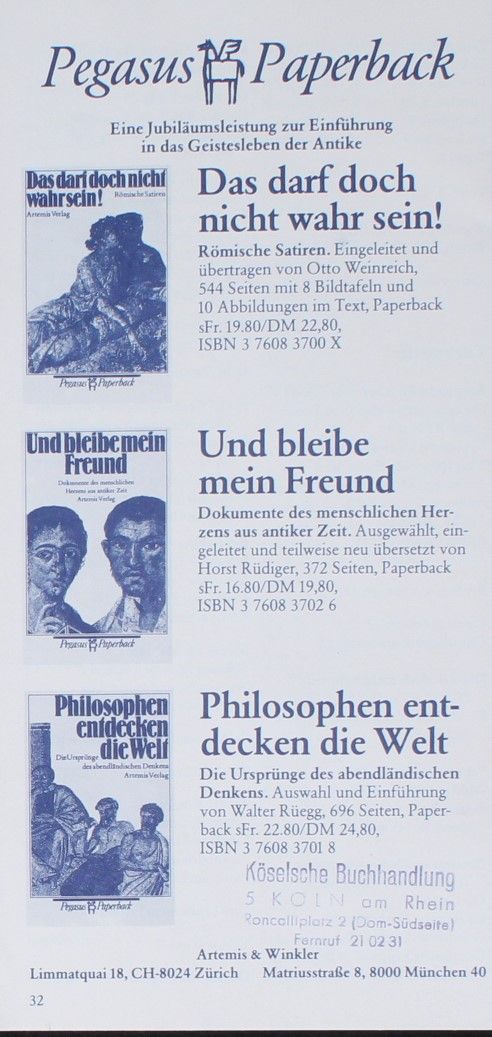 Pegasus Paperback
Eine Jubiläumsleistung zur Einführung
in das Geistesleben der Antike
Das darf doch nicht
wahr sein!
Römische Satiren
Artemis Verlag
Pegasus Paperback
Das darf doch
nicht wahr sein!
Römische Satiren. Eingeleitet und
übertragen von Otto Weinreich,
544 Seiten mit 8 Bildtafeln und
10 Abbildungen im Text, Paperback
sFr. 19.80/DM 22,80,
ISBN 3 7608 3700 X
Und bleibe mein
Freund
Dokumente des menschlichen
Herzens aus antiker Zeit
Artemis Verlag
Pegasus Paperback
Und bleibe
mein Freund
Dokumente des menschlichen Her-
zens aus antiker Zeit. Ausgewählt, ein-
geleitet und teilweise neu übersetzt von
Horst Rüdiger, 372 Seiten, Paperback
sFr. 16.80/DM 19,80,
ISBN 3 7608 3702 6
Philosophen
entdecken
die Welt
Die Ursprünge
des abendländischen Denkens
Artemis Verlag
Pegasus Paperback
Philosophen ent-
decken die Welt
Die Ursprünge des abendländischen
Denkens. Auswahl und Einführung
von Walter Rüegg, 696 Seiten, Paper-
back sFr. 22.80/DM 24,80,
ISBN 3 7608 3701 8
Köselsche Buchhandlung
5 KÖLN am Rhein
Roncalliplatz 2 (Dom-Südseite)
Fernruf 21 02 31
Artemis & Winkler
Limmatquai 18, CH-8024 Zürich Matriusstraße 8, 8000 München 40
32